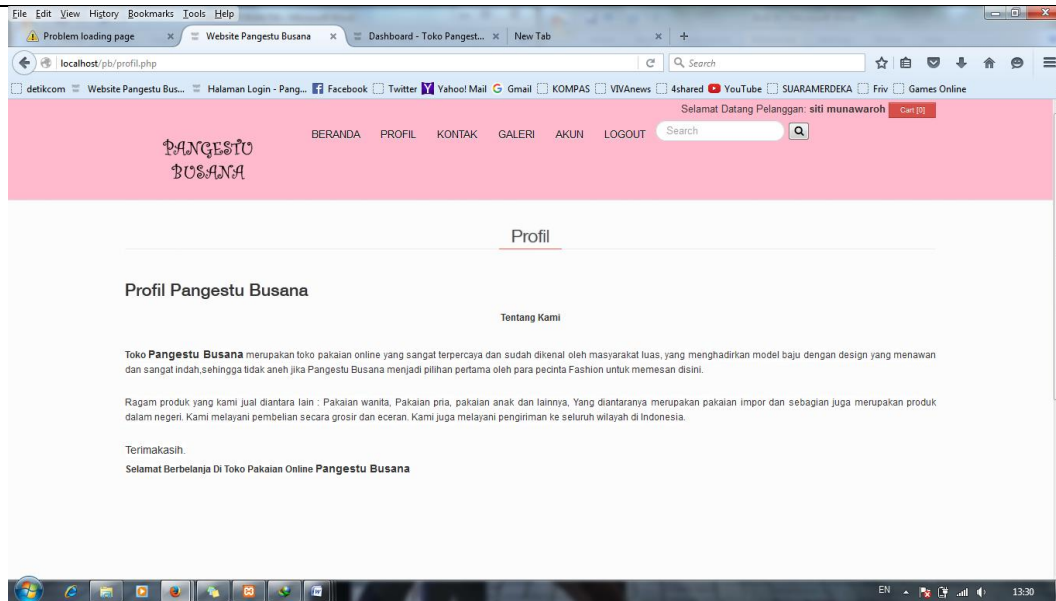 File Edit View History Bookmarks Tools Help
Problem loading page × Website Pangestu Busana × Dashboard - Toko Pangest... × New Tab × +
localhost/pb/profil.php Search
detikcom Website Pangestu Bus... Halaman Login - Pang... Facebook Twitter Yahoo! Mail Gmail KOMPAS VIVAnews 4shared YouTube SUARAMERDEKA Friv Games Online
Selamat Datang Pelanggan: siti munawaroh Cart [0]
BERANDA PROFIL KONTAK GALERI AKUN LOGOUT Search
PANGESTU
BUSANA
Profil
Profil Pangestu Busana
Tentang Kami
Toko Pangestu Busana merupakan toko pakaian online yang sangat terpercaya dan sudah dikenal oleh masyarakat luas, yang menghadirkan model baju dengan design yang menawan
dan sangat indah,sehingga tidak aneh jika Pangestu Busana menjadi pilihan pertama oleh para pecinta Fashion untuk memesan disini.
Ragam produk yang kami jual diantara lain : Pakaian wanita, Pakaian pria, pakaian anak dan lainnya, Yang diantaranya merupakan pakaian impor dan sebagian juga merupakan produk
dalam negeri. Kami melayani pembelian secara grosir dan eceran. Kami juga melayani pengiriman ke seluruh wilayah di Indonesia.
Terimakasih.
Selamat Berbelanja Di Toko Pakaian Online Pangestu Busana
EN 13:30